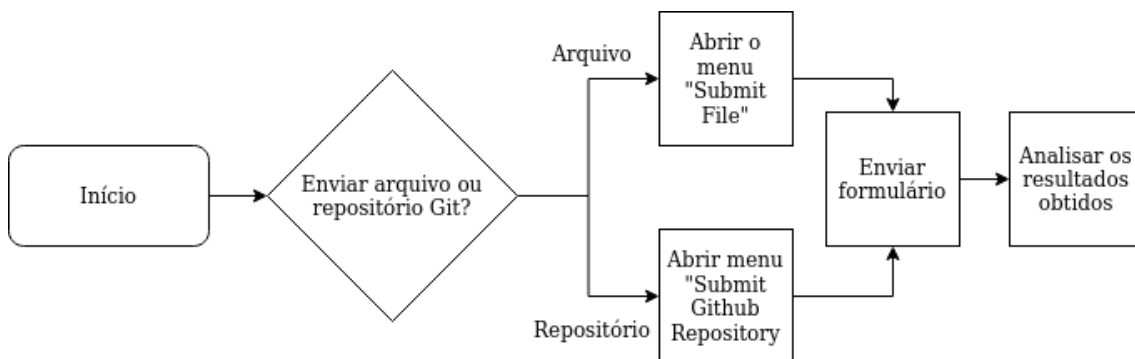 Início
Enviar arquivo ou
repositório Git?
Arquivo
Abrir o
menu
"Submit
File"
Repositório
Abrir menu
"Submit
Github
Repository
Enviar
formulário
Analisar os
resultados
obtidos